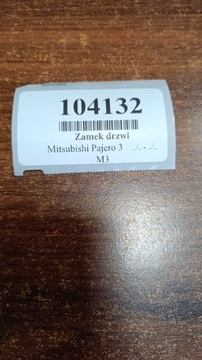 104132
Zamek drzwi
Mitsubishi Pajero 3 -/.-.-/.-
M3